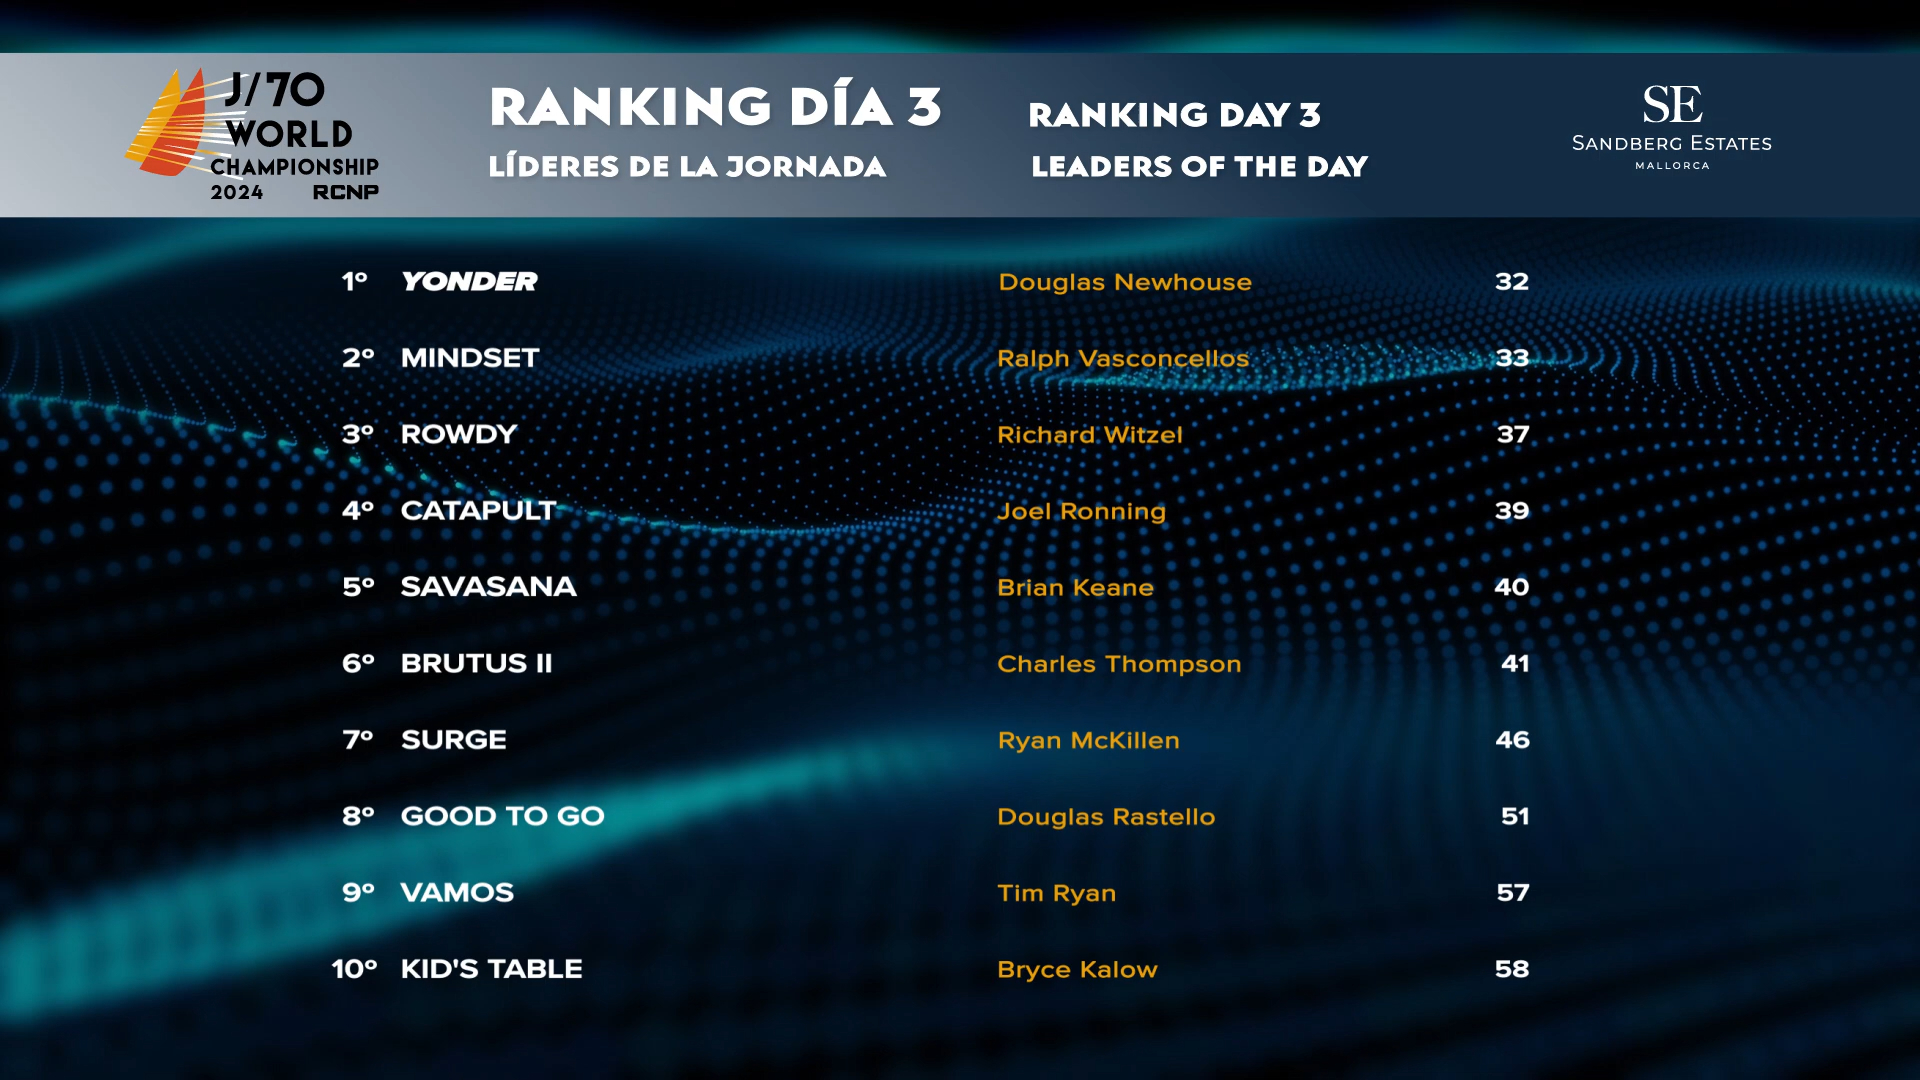 J/70
WORLD
CHAMPIONSHIP
2024 RCNP
RANKING DÍA 3
LÍDERES DE LA JORNADA
RANKING DAY 3
LEADERS OF THE DAY
SE
SANDBERG ESTATES
MALLORCA
1º YONDER Douglas Newhouse 32
2º MINDSET Ralph Vasconcellos 33
3º ROWDY Richard Witzel 37
4º CATAPULT Joel Ronning 39
5º SAVASANA Brian Keane 40
6º BRUTUS II Charles Thompson 41
7º SURGE Ryan McKillen 46
8º GOOD TO GO Douglas Rastello 51
9º VAMOS Tim Ryan 57
10º KID'S TABLE Bryce Kalow 58